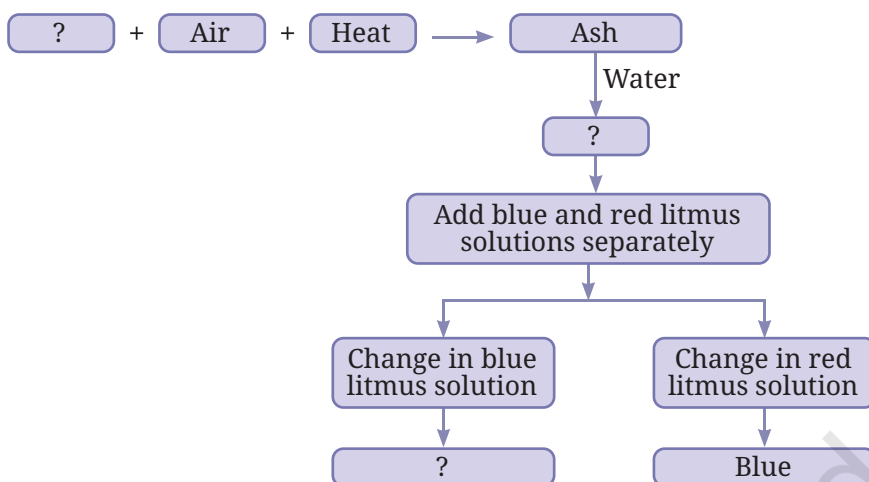 ? + Air + Heat Ash
Water
?
Add blue and red litmus
solutions separately
Change in blue
litmus solution
Change in red
litmus solution
?
Blue